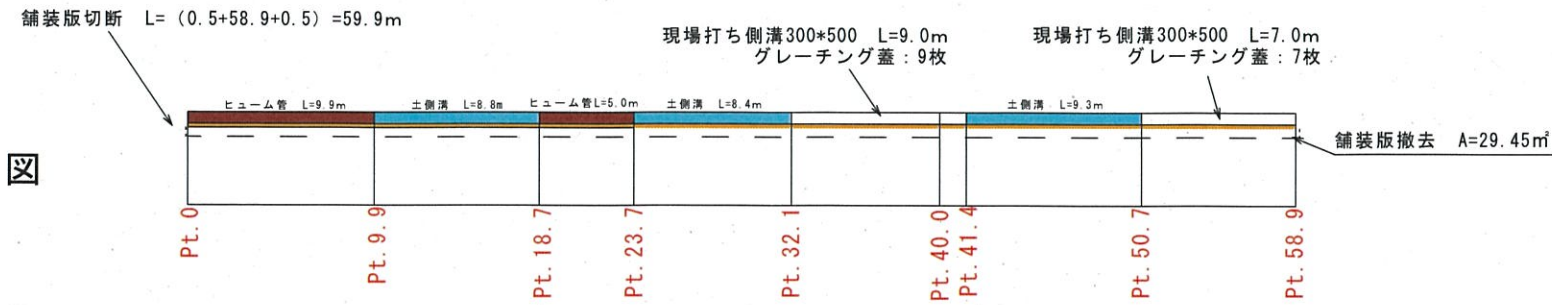 舗装版切断 L= (0.5+58.9+0.5) =59.9m
現場打ち側溝300*500 L=9.0m
グレーチング蓋：9枚
現場打ち側溝300*500 L=7.0m
グレーチング蓋：7枚
ヒューム管 L=9.9m
土側溝 L=8.8m
ヒューム管L=5.0m
土側溝 L=8.4m
土側溝 L=9.3m
舗装版撤去 A=29.45㎡
図
Pt.0
Pt.9.9
Pt.18.7
Pt.23.7
Pt.32.1
Pt.40.0
Pt.41.4
Pt.50.7
Pt.58.9